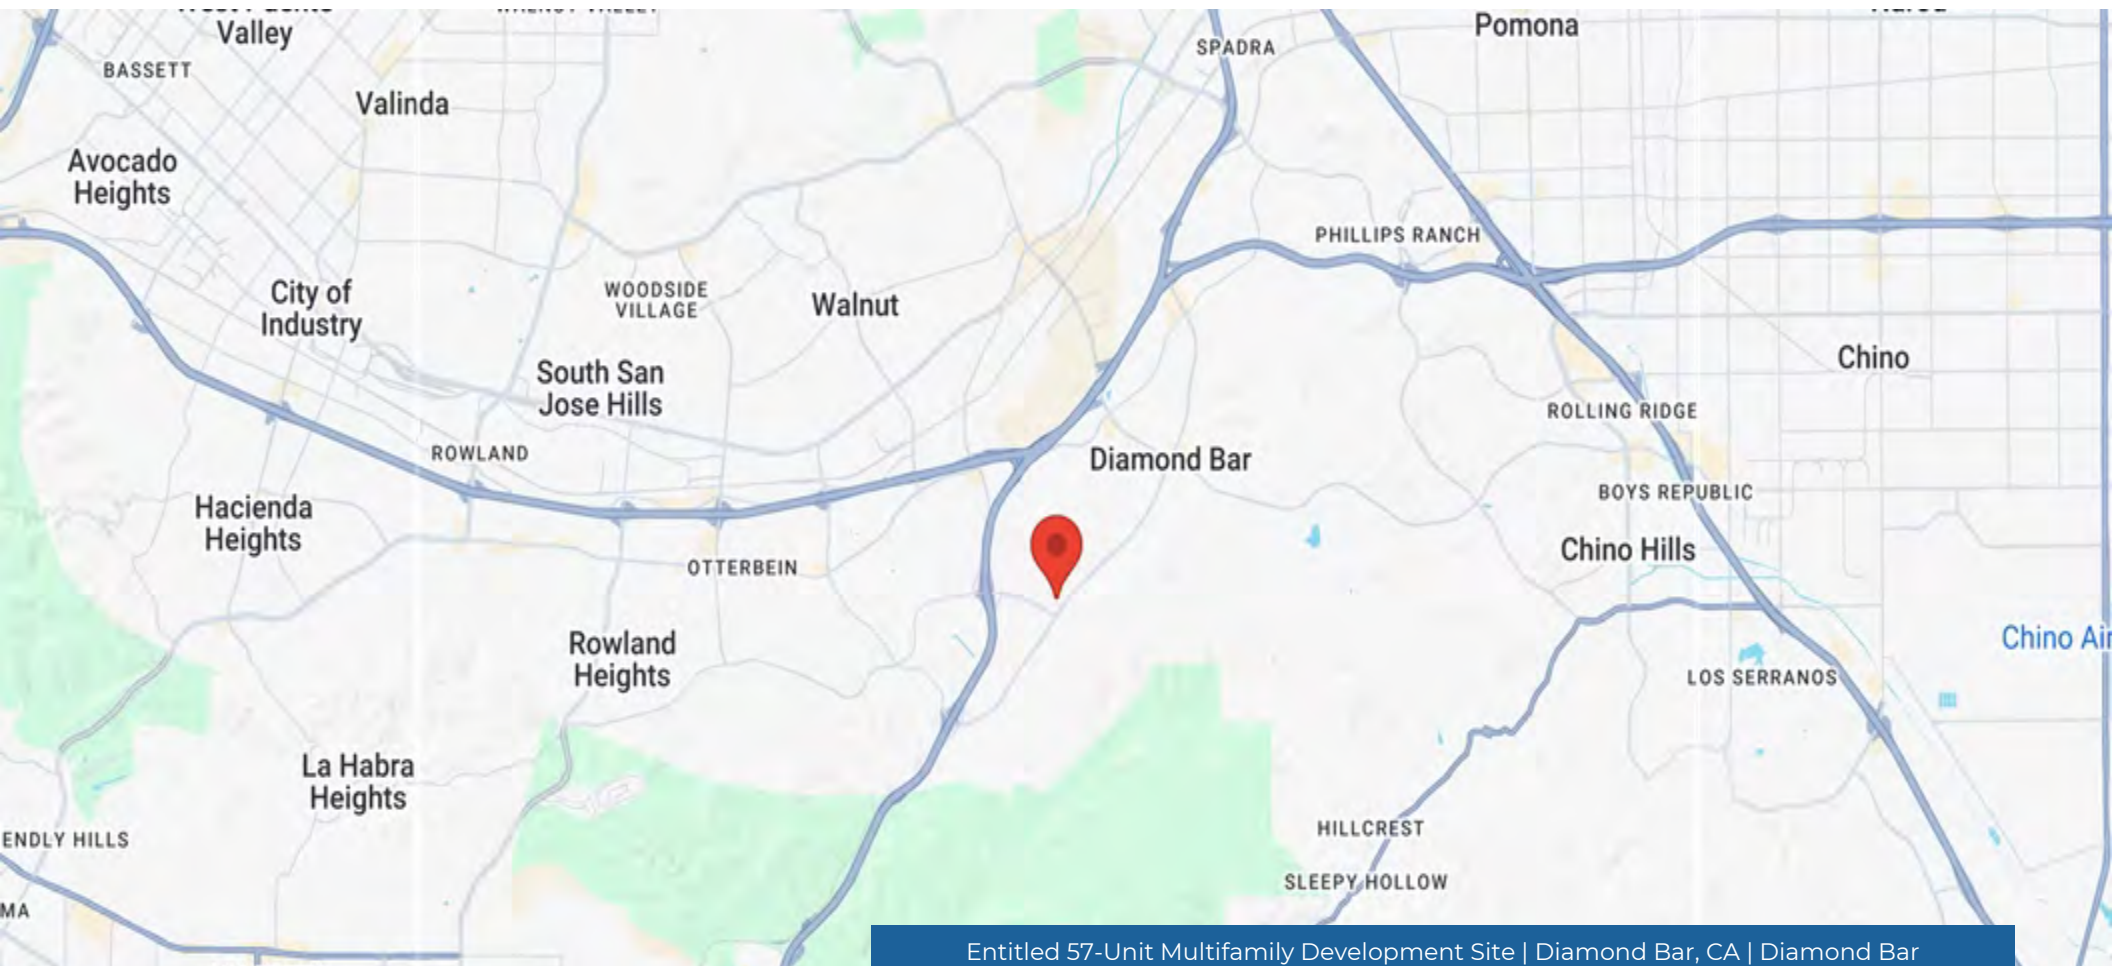 Valley
Pomona
SPADRA
BASSETT
Valinda
Avocado
Heights
PHILLIPS RANCH
City of
Industry
WOODSIDE
VILLAGE
Walnut
South San
Jose Hills
Chino
ROLLING RIDGE
ROWLAND
Diamond Bar
BOYS REPUBLIC
Hacienda
Heights
Chino Hills
OTTERBEIN
Rowland
Heights
Chino Air
LOS SERRANOS
La Habra
Heights
HILLCREST
ENDLY HILLS
SLEEPY HOLLOW
MA
Entitled 57-Unit Multifamily Development Site | Diamond Bar, CA | Diamond Bar